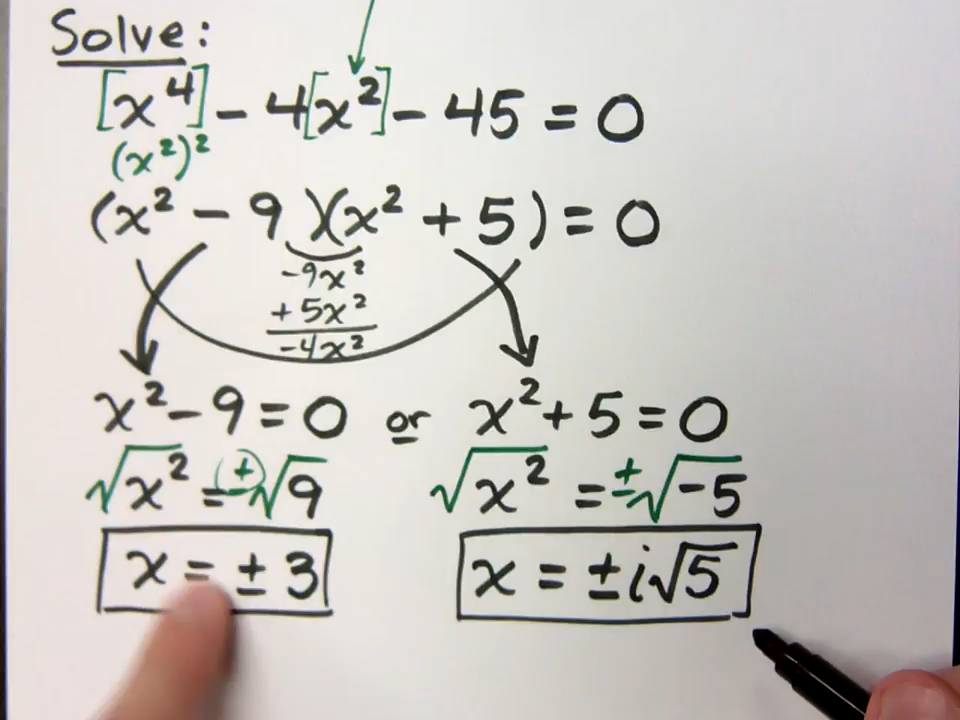 Solve:
[x⁴] - 4[x²] - 45 = 0
(x²)²
(x² - 9)(x² + 5) = 0
-9x²
+ 5x²
-4x²
x² - 9 = 0 or x² + 5 = 0
√x² = ±√9 √x² = ±√-5
x = ± 3 x = ± i√5